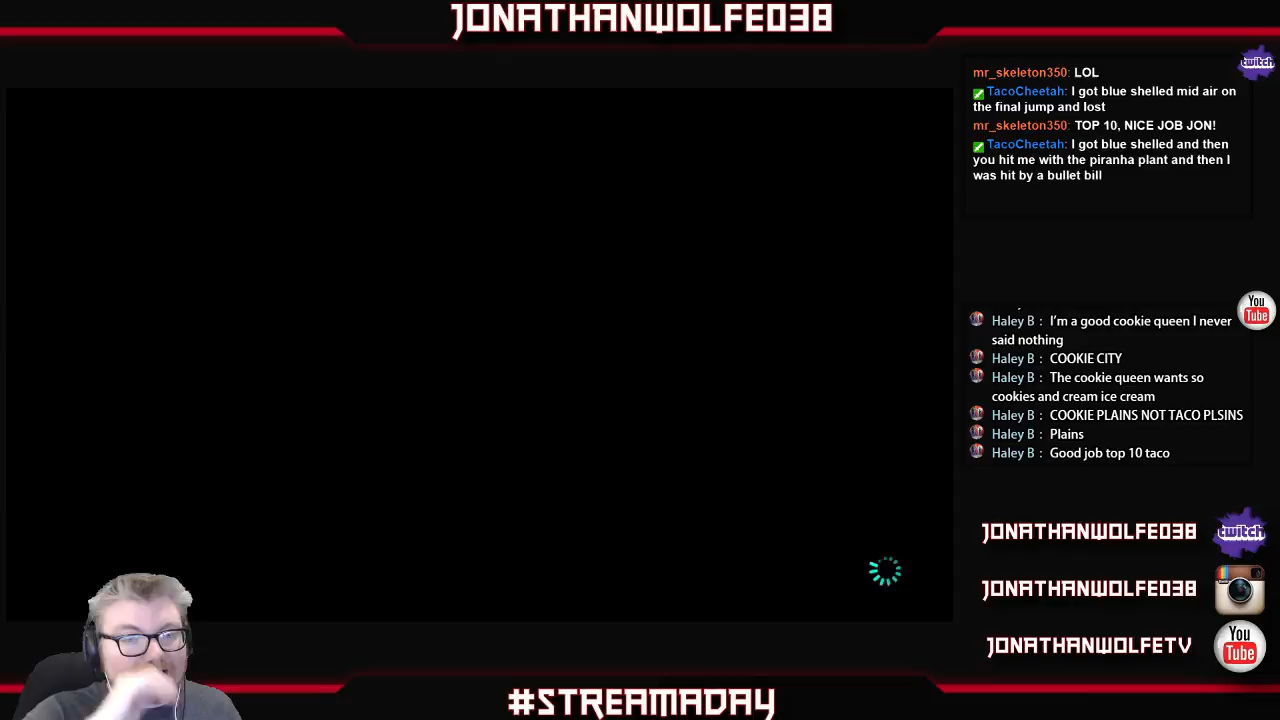 JONATHANWOLFE038
twitch
mr_skeleton350: LOL
TacoCheetah: I got blue shelled mid air on
the final jump and lost
mr_skeleton350: TOP 10, NICE JOB JON!
TacoCheetah: I got blue shelled and then
you hit me with the piranha plant and then I
was hit by a bullet bill
You
Tube
Haley B : I'm a good cookie queen I never
said nothing
Haley B : COOKIE CITY
Haley B : The cookie queen wants so
cookies and cream ice cream
Haley B : COOKIE PLAINS NOT TACO PLSINS
Haley B : Plains
Haley B : Good job top 10 taco
JONATHANWOLFE038
twitch
JONATHANWOLFE038
JONATHANWOLFETV
You
Tube
#STREAMADAY